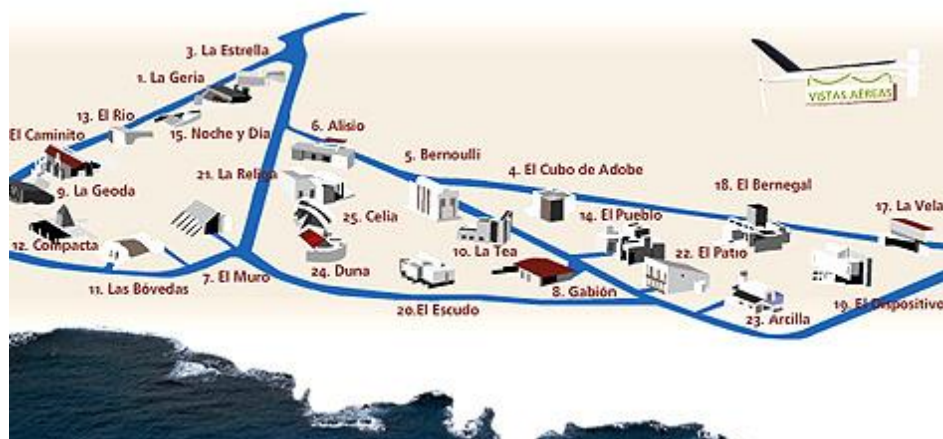 3. La Estrella
1. La Geria
13. El Rio
15. Noche y Día
El Caminito
9. La Geoda
6. Alisio
5. Bernoulli
4. El Cubo de Adobe
VISTAS AÉREAS
21. La Reliqa
25. Celia
18. El Bernegal
14. El Pueblo
17. La Vela
12. Compacta
10. La Tea
22. El Patio
11. Las Bóvedas
7. El Muro
24. Duna
8. Gabión
20.El Escudo
23. Arcilla
19. El Dispositivo